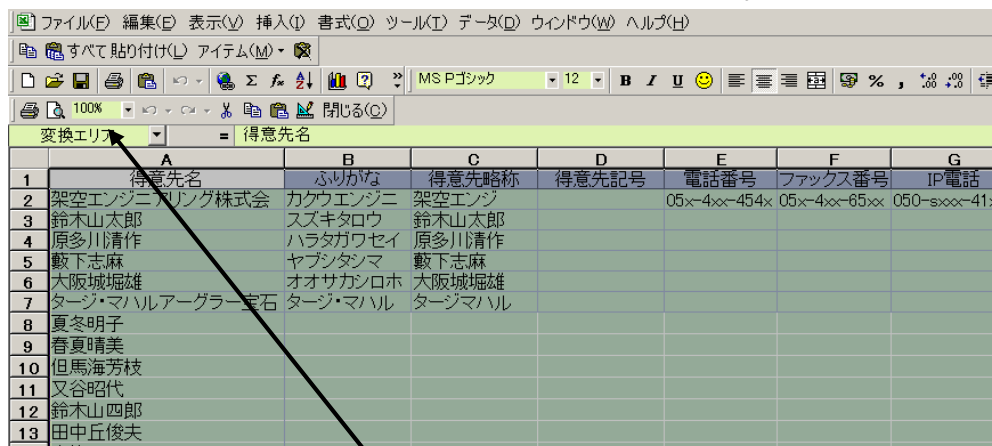 ファイル(F) 編集(E) 表示(V) 挿入(I) 書式(O) ツール(T) データ(D) ウィンドウ(W) ヘルプ(H)
すべて貼り付け(L) アイテム(M)
MS Pゴシック 12 B I U %
100% 閉じる(C)
変換エリア = 得意先名
A B C D E F G
1 得意先名 ふりがな 得意先略称 得意先記号 電話番号 ファックス番号 IP電話
2 架空エンジニアリング株式会 カクウエンジニ 架空エンジ 05x-4xx-454x 05x-4xx-65xx 050-sxxx-41
3 鈴木山太郎 スズキタロウ 鈴木山太郎
4 原多川清作 ハラタガワセイ 原多川清作
5 藪下志麻 ヤブシタシマ 藪下志麻
6 大阪城堀雄 オオサカシロホ 大阪城堀雄
7 タージ・マハルアーグラー宝石 タージ・マハル タージマハル
8 夏冬明子
9 春夏晴美
10 但馬海芳枝
11 又谷昭代
12 鈴木山四郎
13 田中丘俊夫